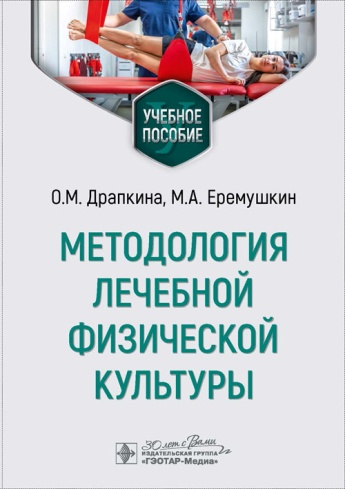 УЧЕБНОЕ
ПОСОБИЕ
О.М. Драпкина, М.А. Еремушкин
МЕТОДОЛОГИЯ
ЛЕЧЕБНОЙ
ФИЗИЧЕСКОЙ
КУЛЬТУРЫ
30 лет с Вами
ИЗДАТЕЛЬСКАЯ ГРУППА
«ГЭОТАР-Медиа»